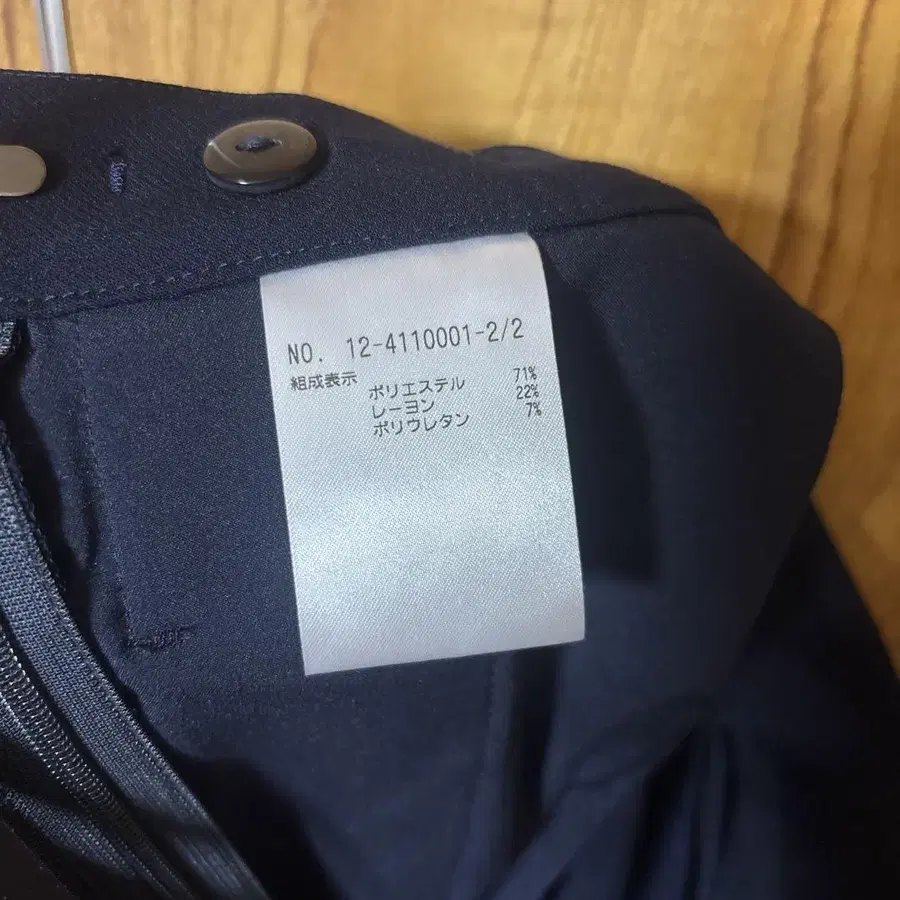 NO. 12-4110001-2/2
組成表示
ポリエステル 71%
レーヨン 22%
ポリウレタン 7%